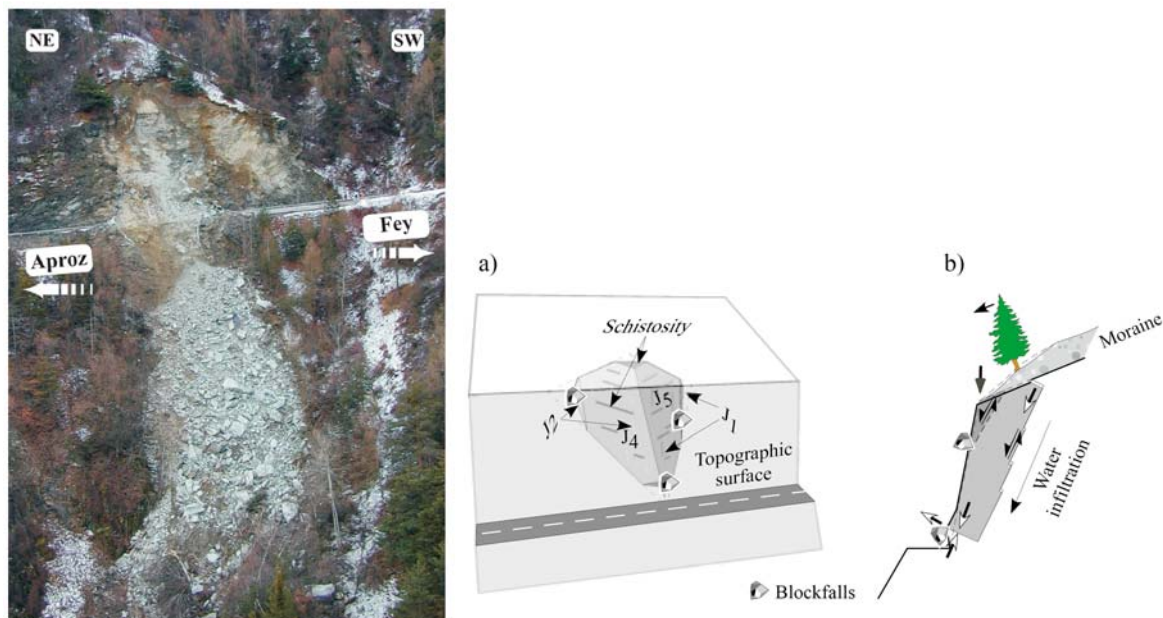 NE
SW
Fey
Aproz
a)
Schistosity
J2
J4
J5
J1
Topographic
surface
b)
Moraine
Water
infiltration
Blockfalls